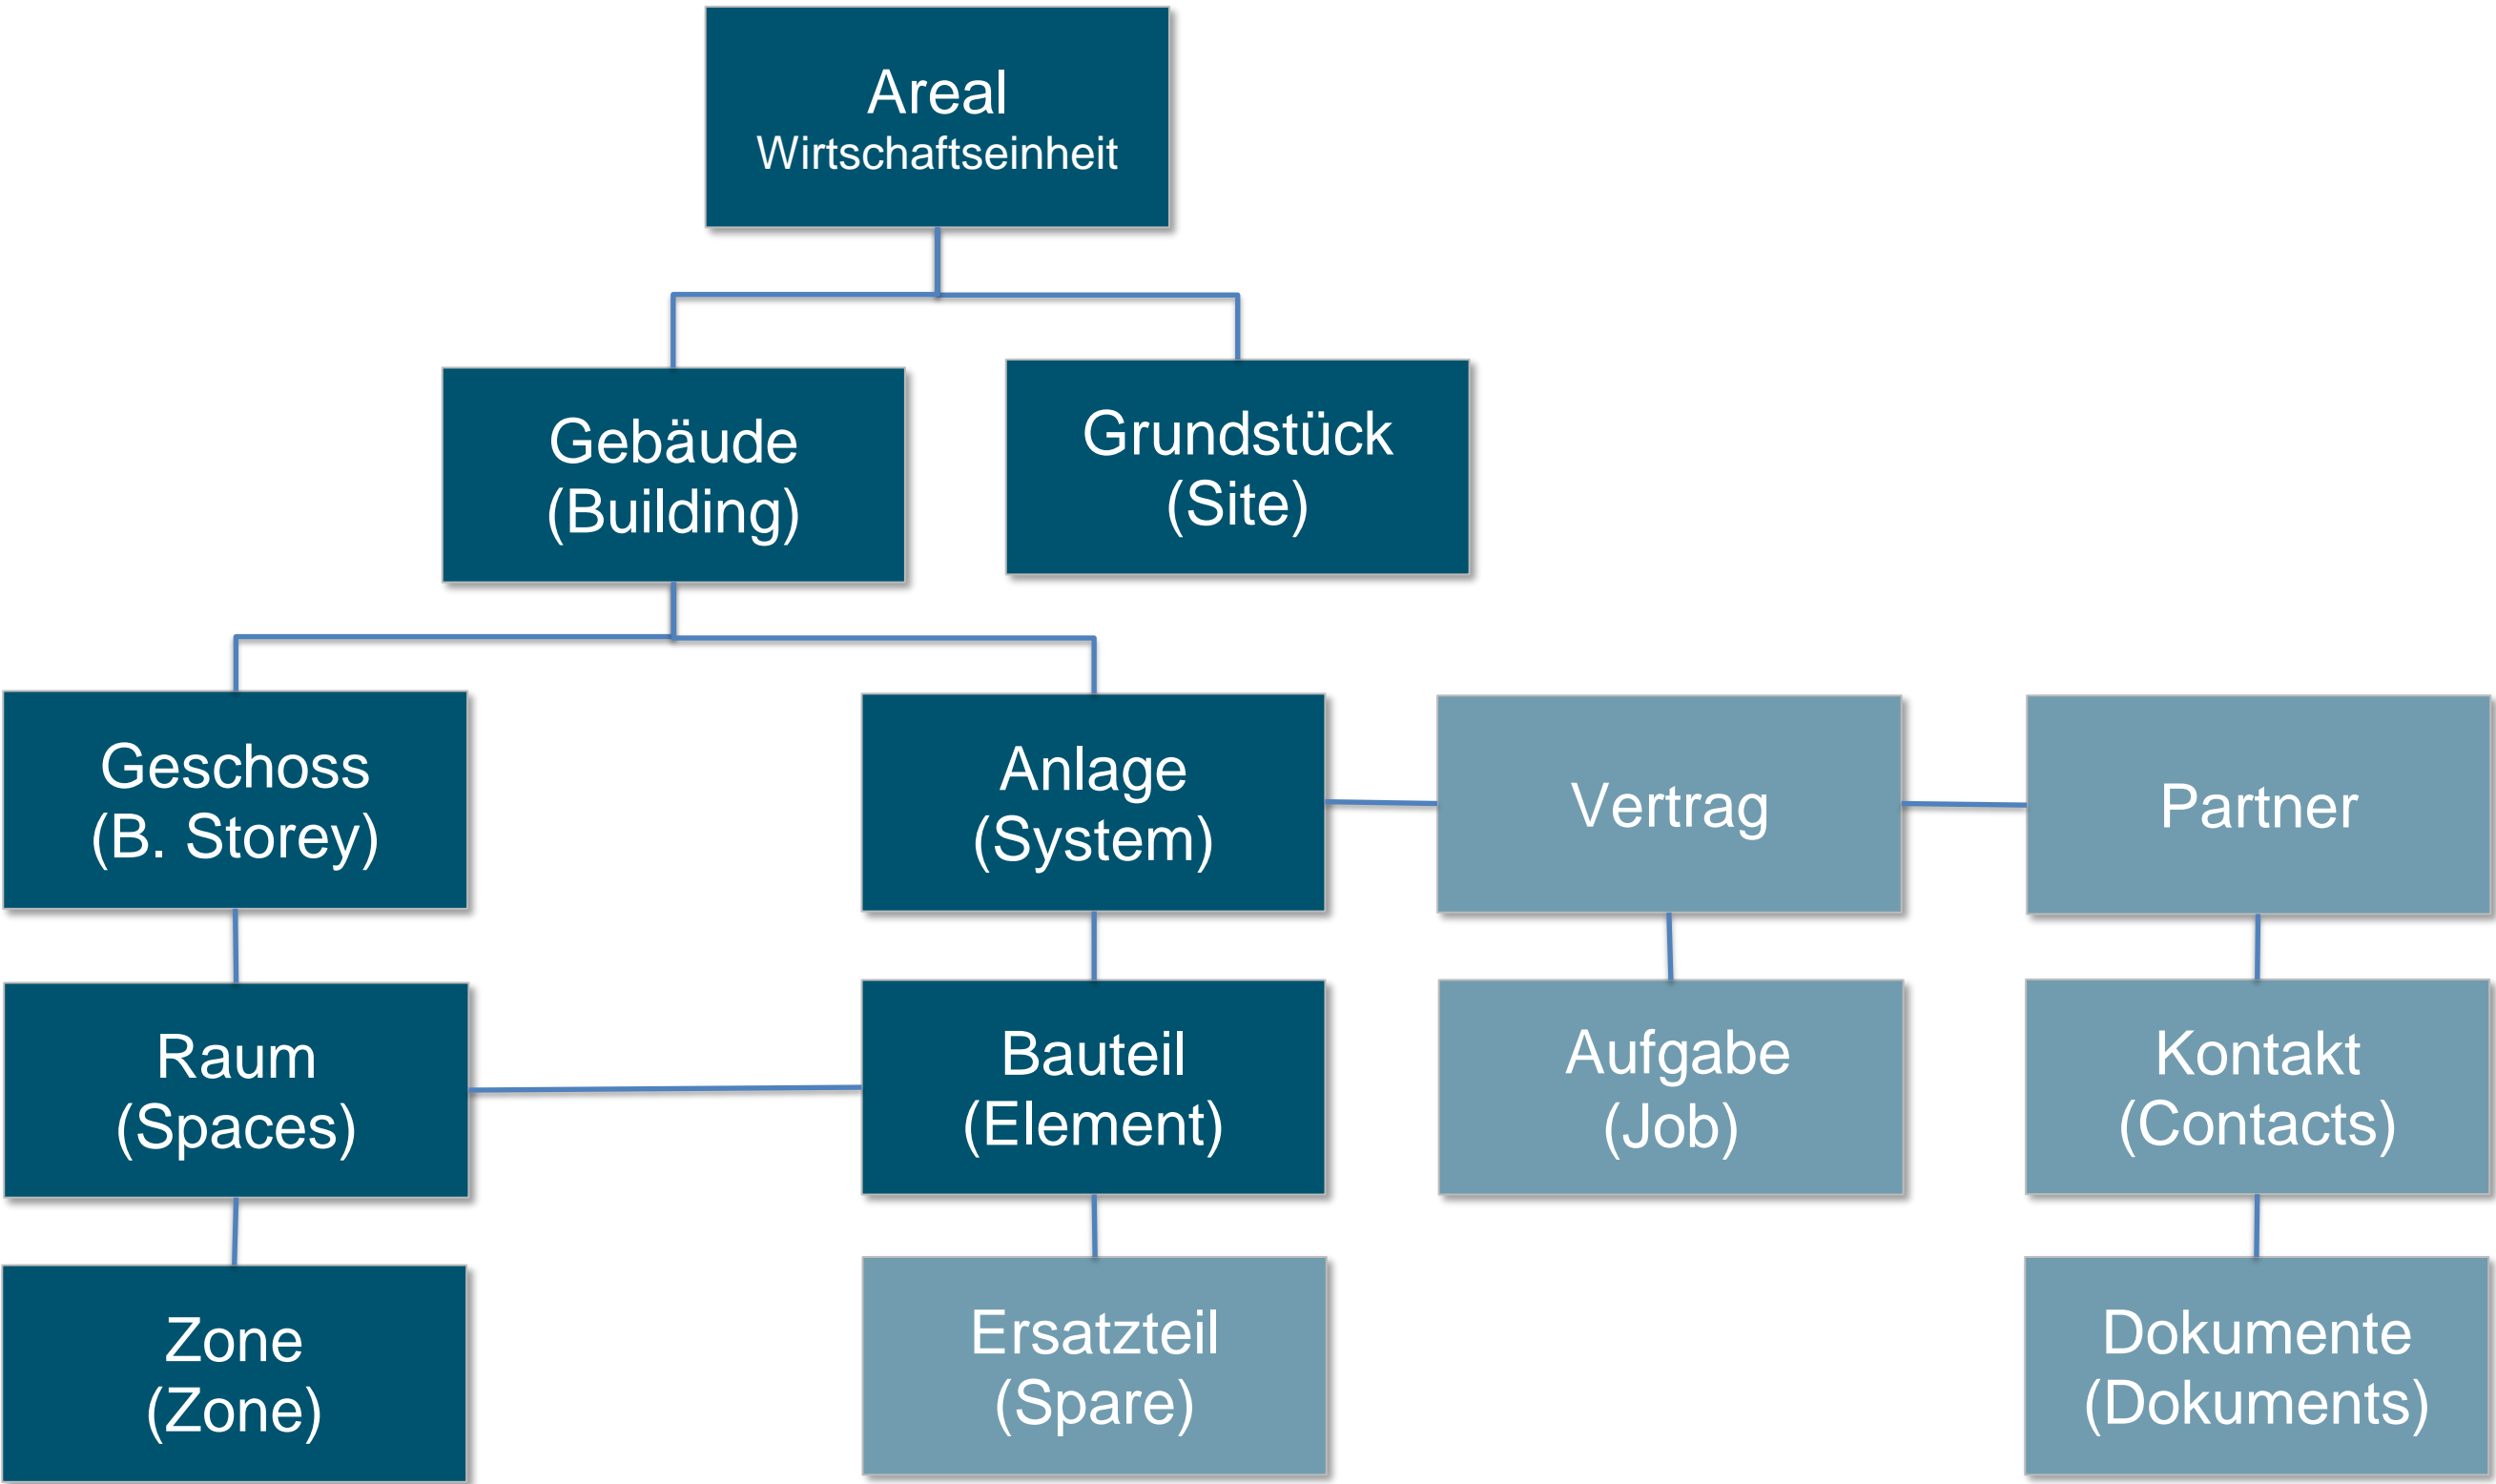 Areal
Wirtschaftseinheit
Gebäude
(Building)
Grundstück
(Site)
Geschoss
(B. Storey)
Anlage
(System)
Vertrag
Partner
Raum
(Spaces)
Bauteil
(Element)
Aufgabe
(Job)
Kontakt
(Contacts)
Zone
(Zone)
Ersatzteil
(Spare)
Dokumente
(Dokuments)